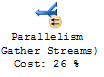 Parallelism
Gather Streams)
Cost: 26 %